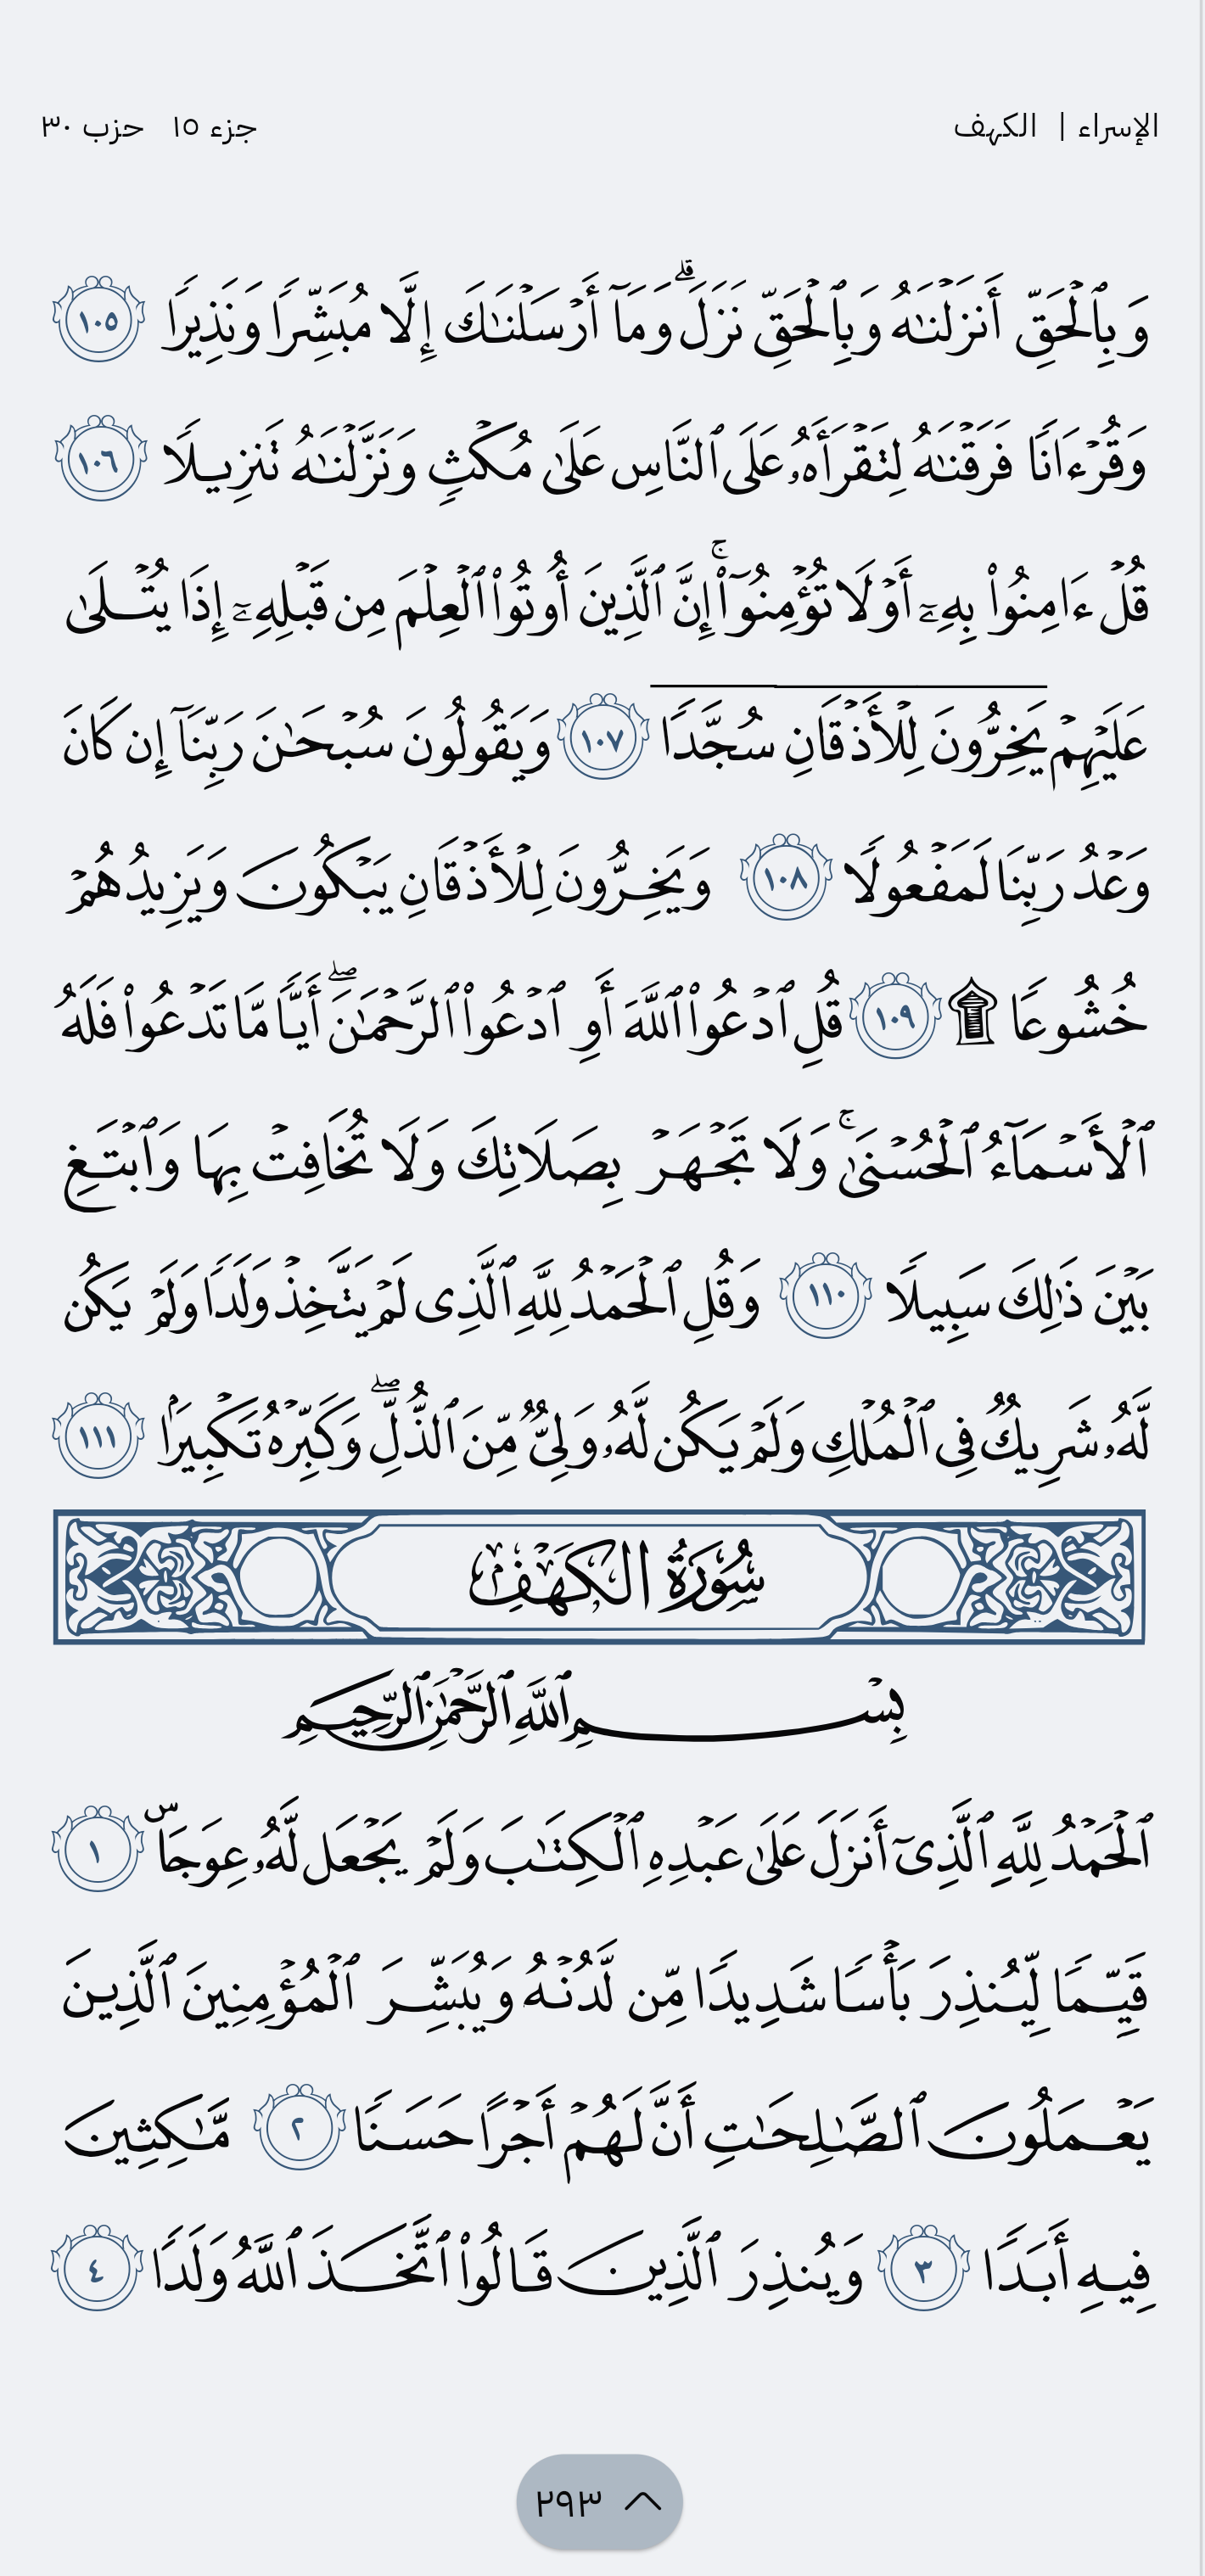 الإسراء | الكهف
جزء ١٥ حزب ٣٠
وَبِٱلْحَقِّ أَنزَلْنَٰهُ وَبِٱلْحَقِّ نَزَلَ ۗ وَمَآ أَرْسَلْنَٰكَ إِلَّا مُبَشِّرًا وَنَذِيرًا ١٠٥
وَقُرْءَانًا فَرَقْنَٰهُ لِتَقْرَأَهُۥ عَلَى ٱلنَّاسِ عَلَىٰ مُكْثٍ وَنَزَّلْنَٰهُ تَنزِيلًا ١٠٦
قُلْ ءَامِنُوا۟ بِهِۦٓ أَوْ لَا تُؤْمِنُوٓا۟ ۚ إِنَّ ٱلَّذِينَ أُوتُوا۟ ٱلْعِلْمَ مِن قَبْلِهِۦٓ إِذَا يُتْلَىٰ
عَلَيْهِمْ يَخِرُّونَ لِلْأَذْقَانِ سُجَّدًا ١٠٧ وَيَقُولُونَ سُبْحَٰنَ رَبِّنَآ إِن كَانَ
وَعْدُ رَبِّنَا لَمَفْعُولًا ١٠٨ وَيَخِرُّونَ لِلْأَذْقَانِ يَبْكُونَ وَيَزِيدُهُمْ
خُشُوعًا ۩ ١٠٩ قُلِ ٱدْعُوا۟ ٱللَّهَ أَوِ ٱدْعُوا۟ ٱلرَّحْمَٰنَ ۖ أَيًّا مَّا تَدْعُوا۟ فَلَهُ
ٱلْأَسْمَآءُ ٱلْحُسْنَىٰ ۚ وَلَا تَجْهَرْ بِصَلَاتِكَ وَلَا تُخَافِتْ بِهَا وَٱبْتَغِ
بَيْنَ ذَٰلِكَ سَبِيلًا ١١٠ وَقُلِ ٱلْحَمْدُ لِلَّهِ ٱلَّذِى لَمْ يَتَّخِذْ وَلَدًا وَلَمْ يَكُن
لَّهُۥ شَرِيكٌ فِى ٱلْمُلْكِ وَلَمْ يَكُن لَّهُۥ وَلِىٌّ مِّنَ ٱلذُّلِّ ۖ وَكَبِّرْهُ تَكْبِيرًۢا ١١١
سُورَةُ الكَهْفِ
بِسْمِ ٱللَّهِ ٱلرَّحْمَٰنِ ٱلرَّحِيمِ
ٱلْحَمْدُ لِلَّهِ ٱلَّذِىٓ أَنزَلَ عَلَىٰ عَبْدِهِ ٱلْكِتَٰبَ وَلَمْ يَجْعَل لَّهُۥ عِوَجَاۜ ١
قَيِّمًا لِّيُنذِرَ بَأْسًا شَدِيدًا مِّن لَّدُنْهُ وَيُبَشِّرَ ٱلْمُؤْمِنِينَ ٱلَّذِينَ
يَعْمَلُونَ ٱلصَّٰلِحَٰتِ أَنَّ لَهُمْ أَجْرًا حَسَنًا ٢ مَّٰكِثِينَ
فِيهِ أَبَدًا ٣ وَيُنذِرَ ٱلَّذِينَ قَالُوا۟ ٱتَّخَذَ ٱللَّهُ وَلَدًا ٤
٢٩٣